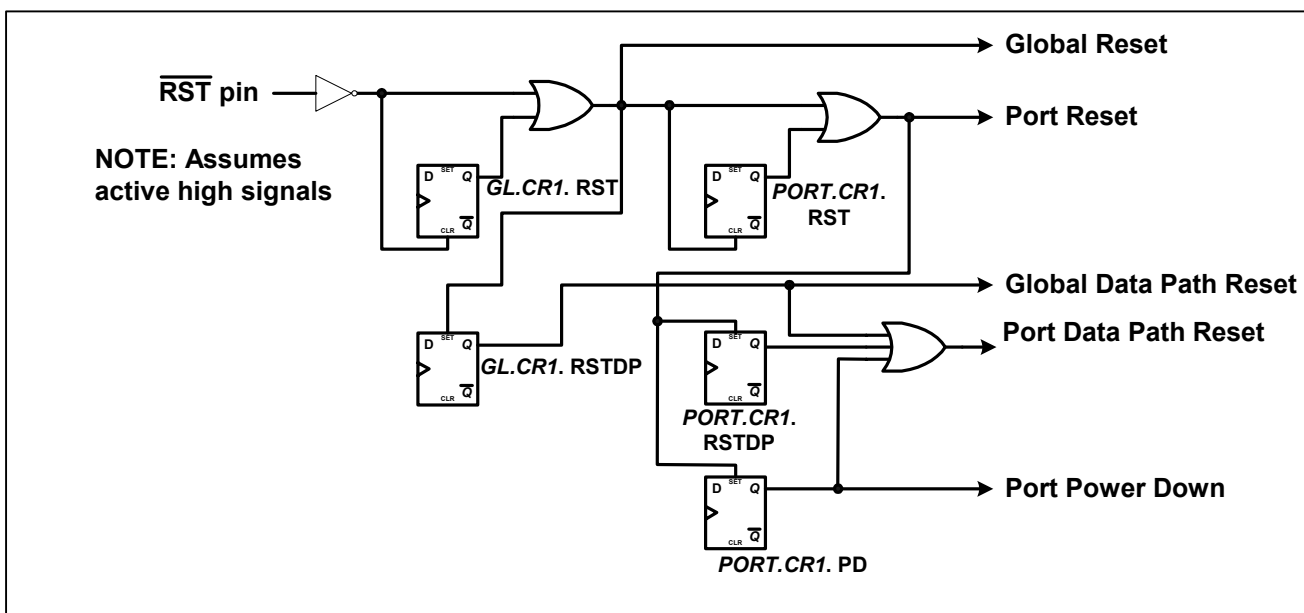 Global Reset
R̅S̅T̅ pin
Port Reset
NOTE: Assumes
active high signals
D SET Q
CLR Q̅
GL.CR1. RST
D SET Q
CLR Q̅
PORT.CR1.
RST
Global Data Path Reset
D SET Q
CLR Q̅
GL.CR1. RSTDP
D SET Q
CLR Q̅
Port Data Path Reset
PORT.CR1.
RSTDP
D SET Q
CLR Q̅
Port Power Down
PORT.CR1. PD